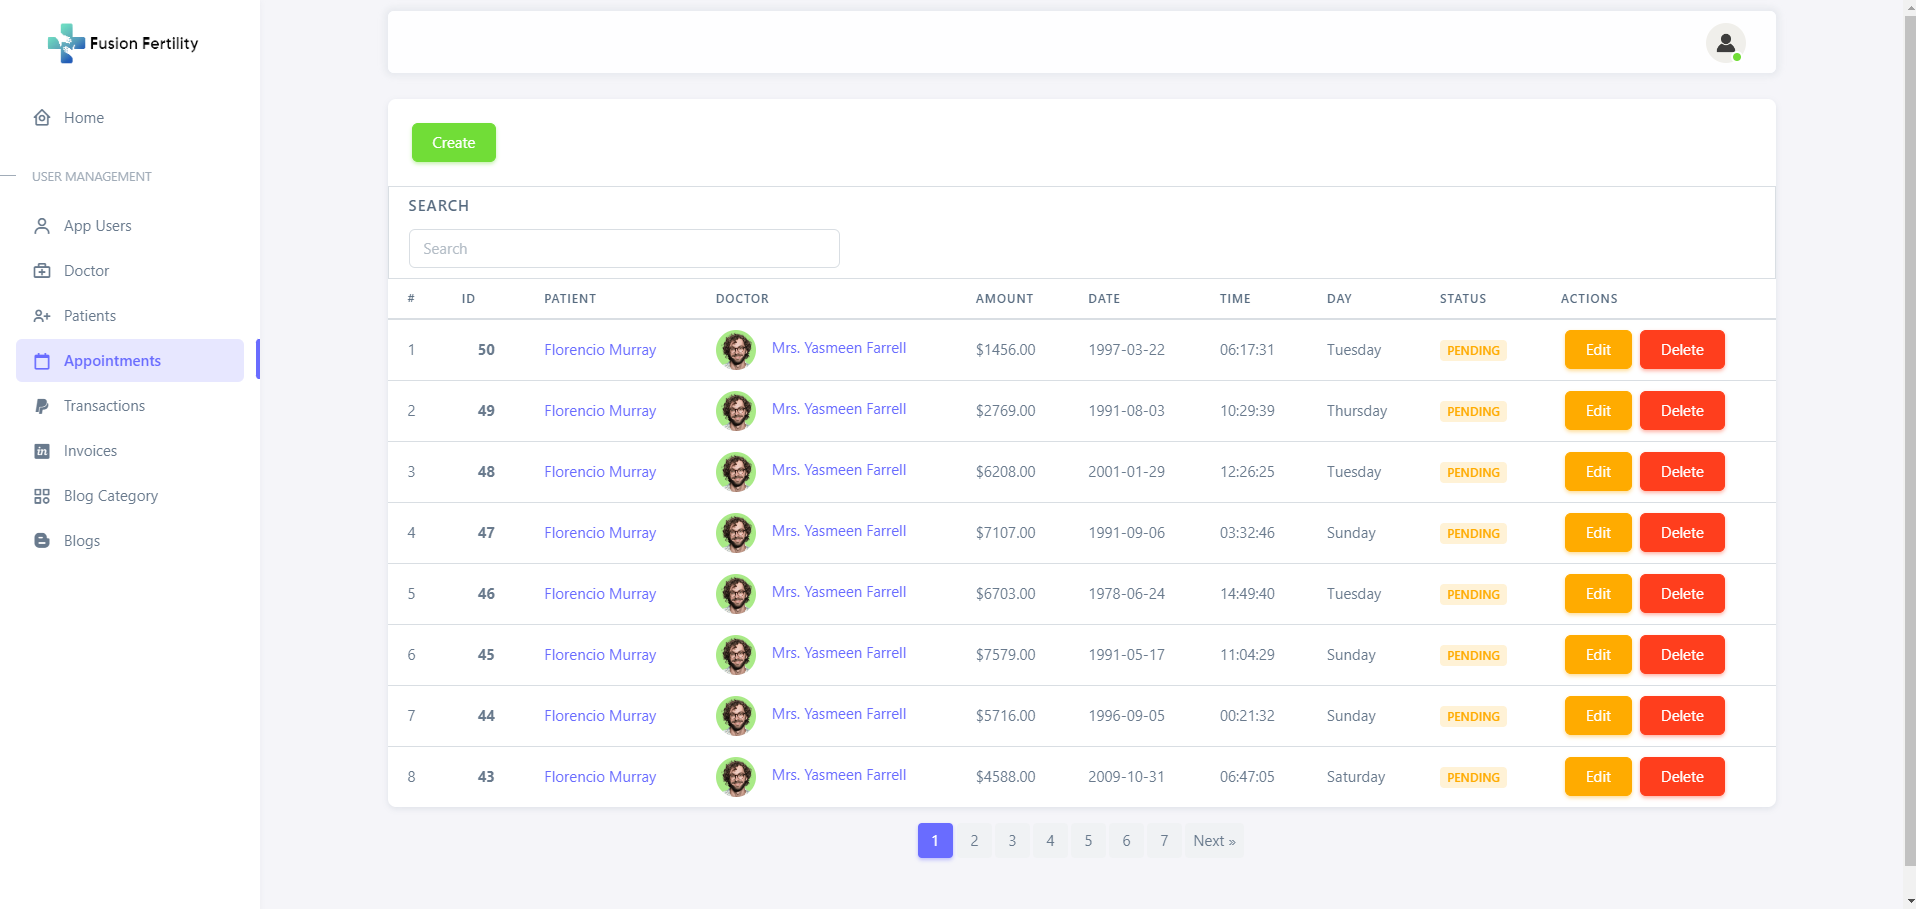 Fusion Fertility
Home
USER MANAGEMENT
App Users
Doctor
Patients
Appointments
Transactions
Invoices
Blog Category
Blogs
Create
SEARCH
Search
# ID PATIENT DOCTOR AMOUNT DATE TIME DAY STATUS ACTIONS
1 50 Florencio Murray Mrs. Yasmeen Farrell $1456.00 1997-03-22 06:17:31 Tuesday PENDING Edit Delete
2 49 Florencio Murray Mrs. Yasmeen Farrell $2769.00 1991-08-03 10:29:39 Thursday PENDING Edit Delete
3 48 Florencio Murray Mrs. Yasmeen Farrell $6208.00 2001-01-29 12:26:25 Tuesday PENDING Edit Delete
4 47 Florencio Murray Mrs. Yasmeen Farrell $7107.00 1991-09-06 03:32:46 Sunday PENDING Edit Delete
5 46 Florencio Murray Mrs. Yasmeen Farrell $6703.00 1978-06-24 14:49:40 Tuesday PENDING Edit Delete
6 45 Florencio Murray Mrs. Yasmeen Farrell $7579.00 1991-05-17 11:04:29 Sunday PENDING Edit Delete
7 44 Florencio Murray Mrs. Yasmeen Farrell $5716.00 1996-09-05 00:21:32 Sunday PENDING Edit Delete
8 43 Florencio Murray Mrs. Yasmeen Farrell $4588.00 2009-10-31 06:47:05 Saturday PENDING Edit Delete
1 2 3 4 5 6 7 Next »